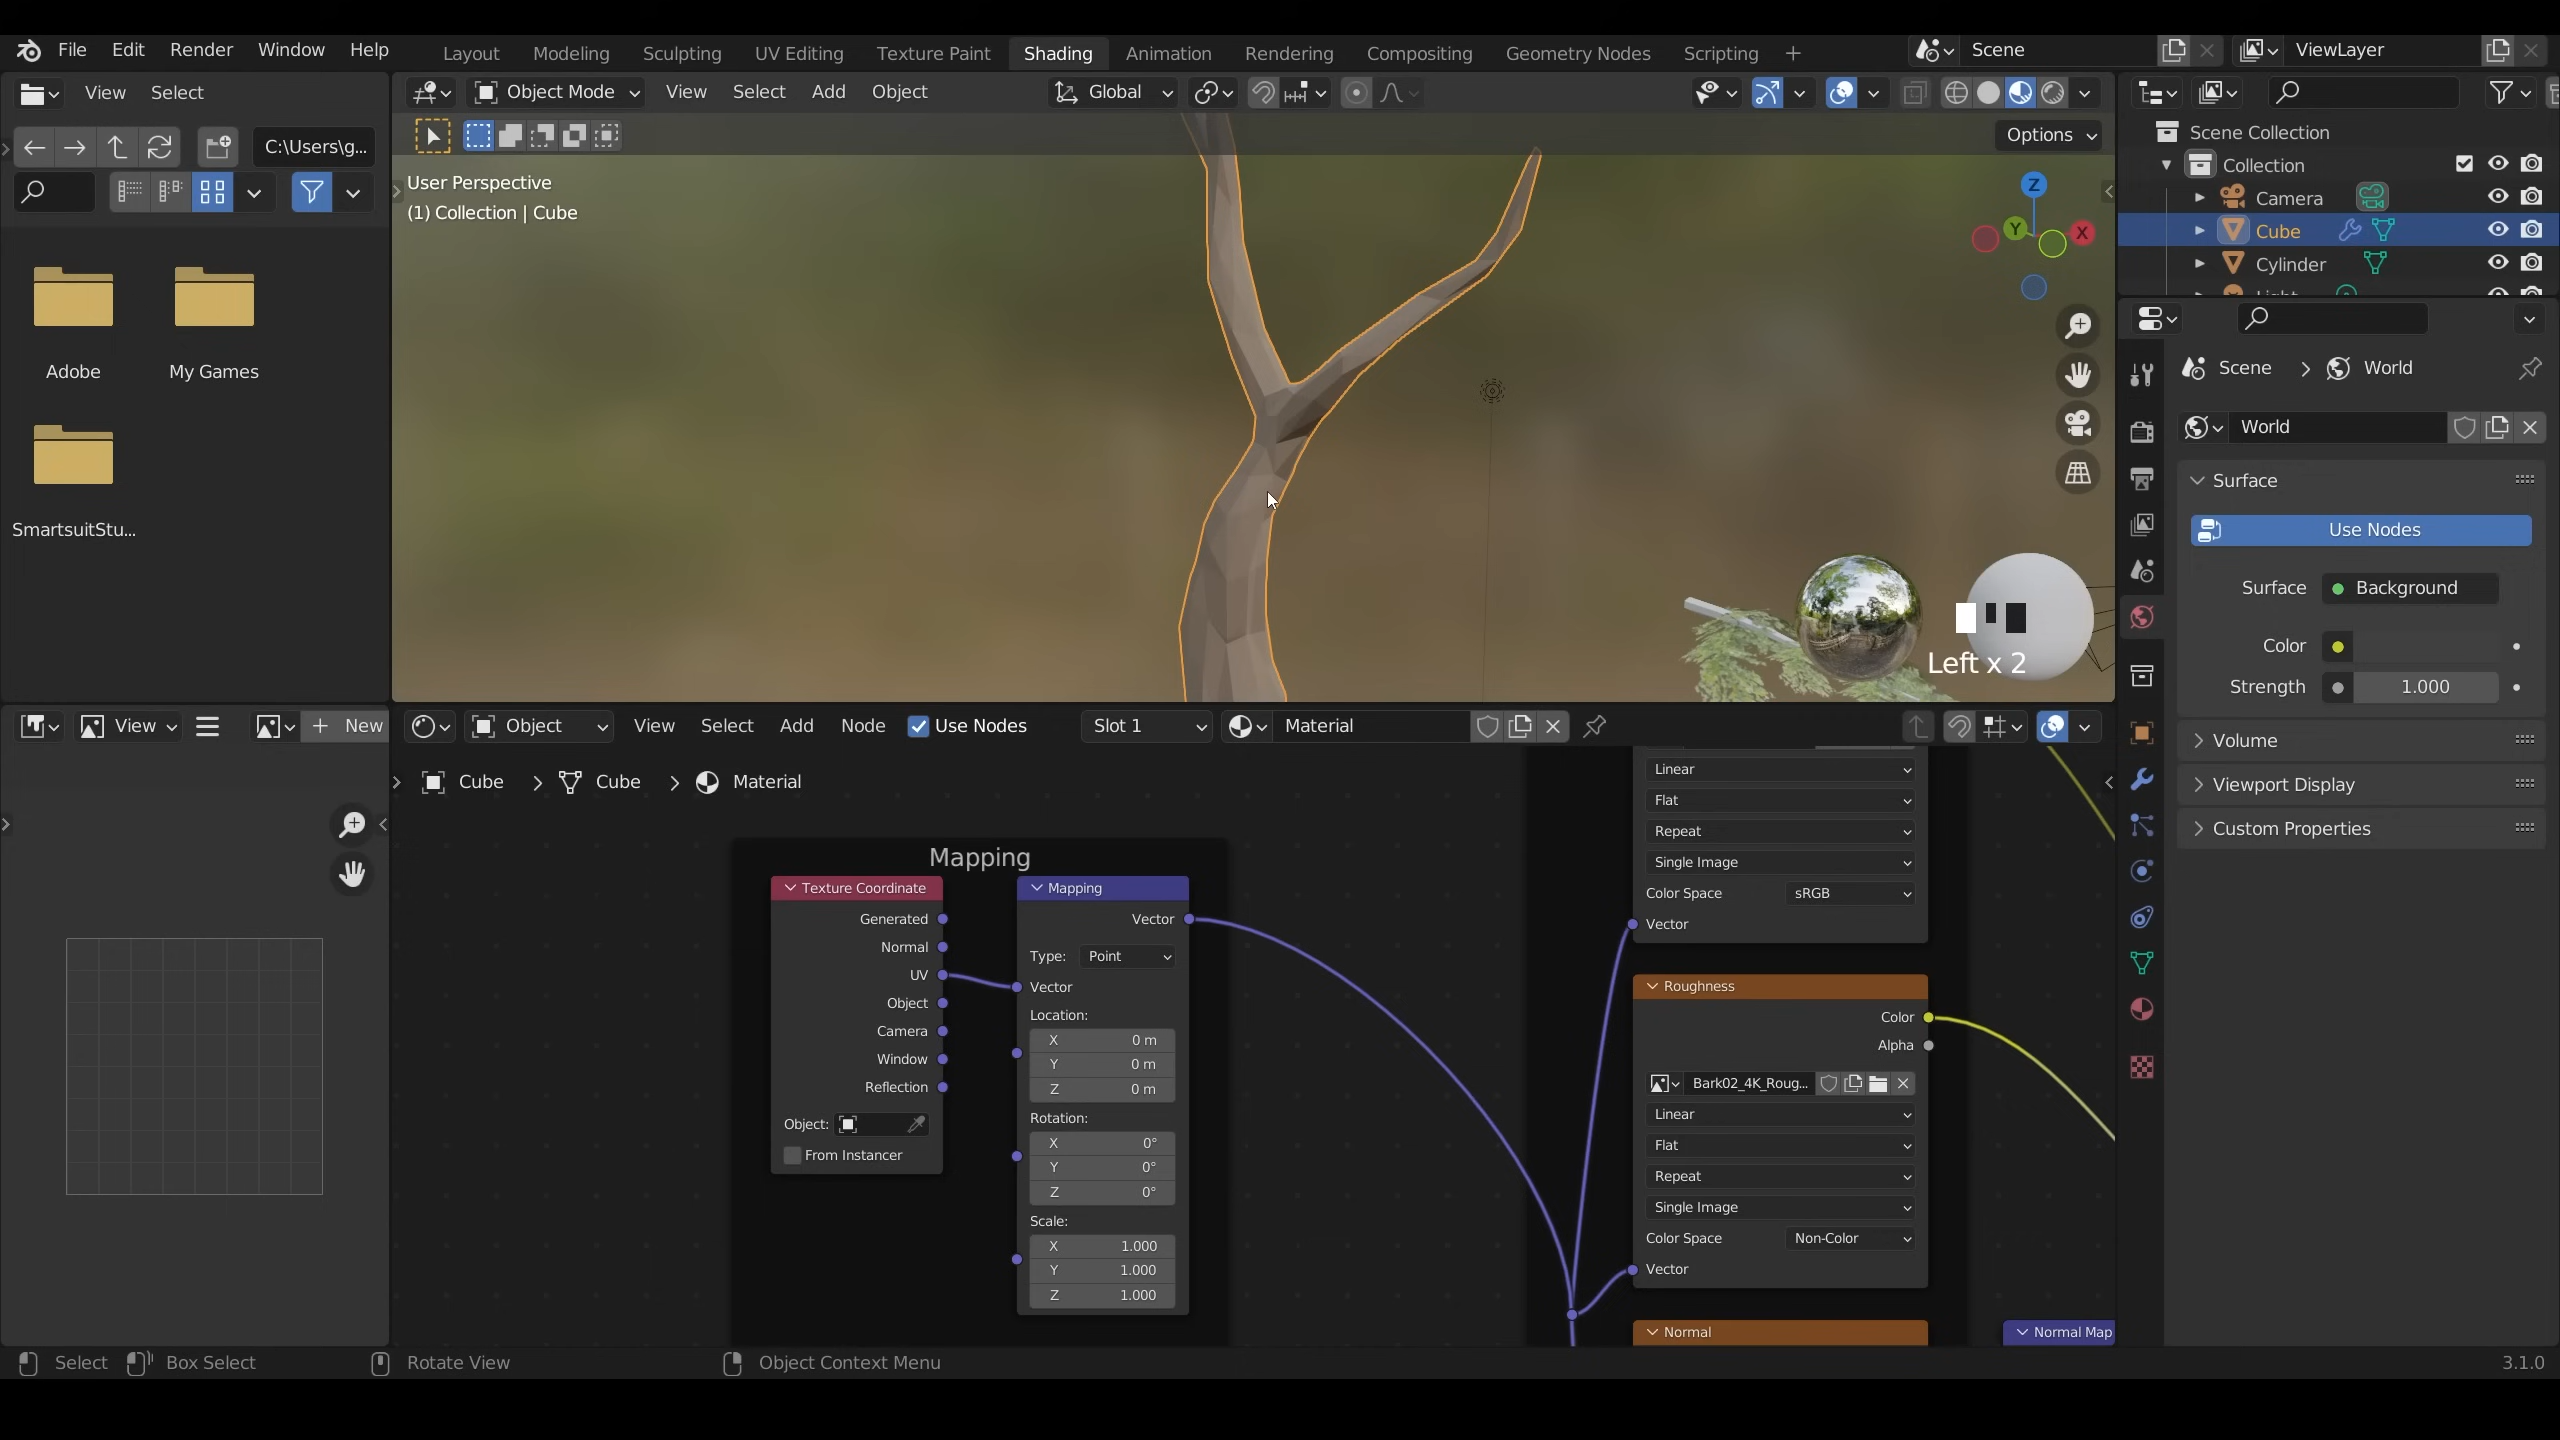 File Edit Render Window Help Layout Modeling Sculpting UV Editing Texture Paint Shading Animation Rendering Compositing Geometry Nodes Scripting Scene ViewLayer
View Select
Object Mode View Select Add Object Global
C:\Users\g...
Options
User Perspective
(1) Collection | Cube
Z
Y
X
Adobe
My Games
SmartsuitStu...
Left x 2
Scene Collection
Collection
Camera
Cube
Cylinder
Scene > World
World
Surface
Use Nodes
Surface Background
Color
Strength 1.000
Volume
Viewport Display
Custom Properties
View New
Object View Select Add Node Use Nodes Slot 1 Material
Cube > Cube > Material
Mapping
Texture Coordinate
Generated
Normal
UV
Object
Camera
Window
Reflection
Object:
From Instancer
Mapping
Vector
Type: Point
Vector
Location:
X 0 m
Y 0 m
Z 0 m
Rotation:
X 0°
Y 0°
Z 0°
Scale:
X 1.000
Y 1.000
Z 1.000
Linear
Flat
Repeat
Single Image
Color Space sRGB
Vector
Roughness
Color
Alpha
Bark02_4K_Roug...
Linear
Flat
Repeat
Single Image
Color Space Non-Color
Vector
Normal
Normal Map
Select Box Select Rotate View Object Context Menu 3.1.0